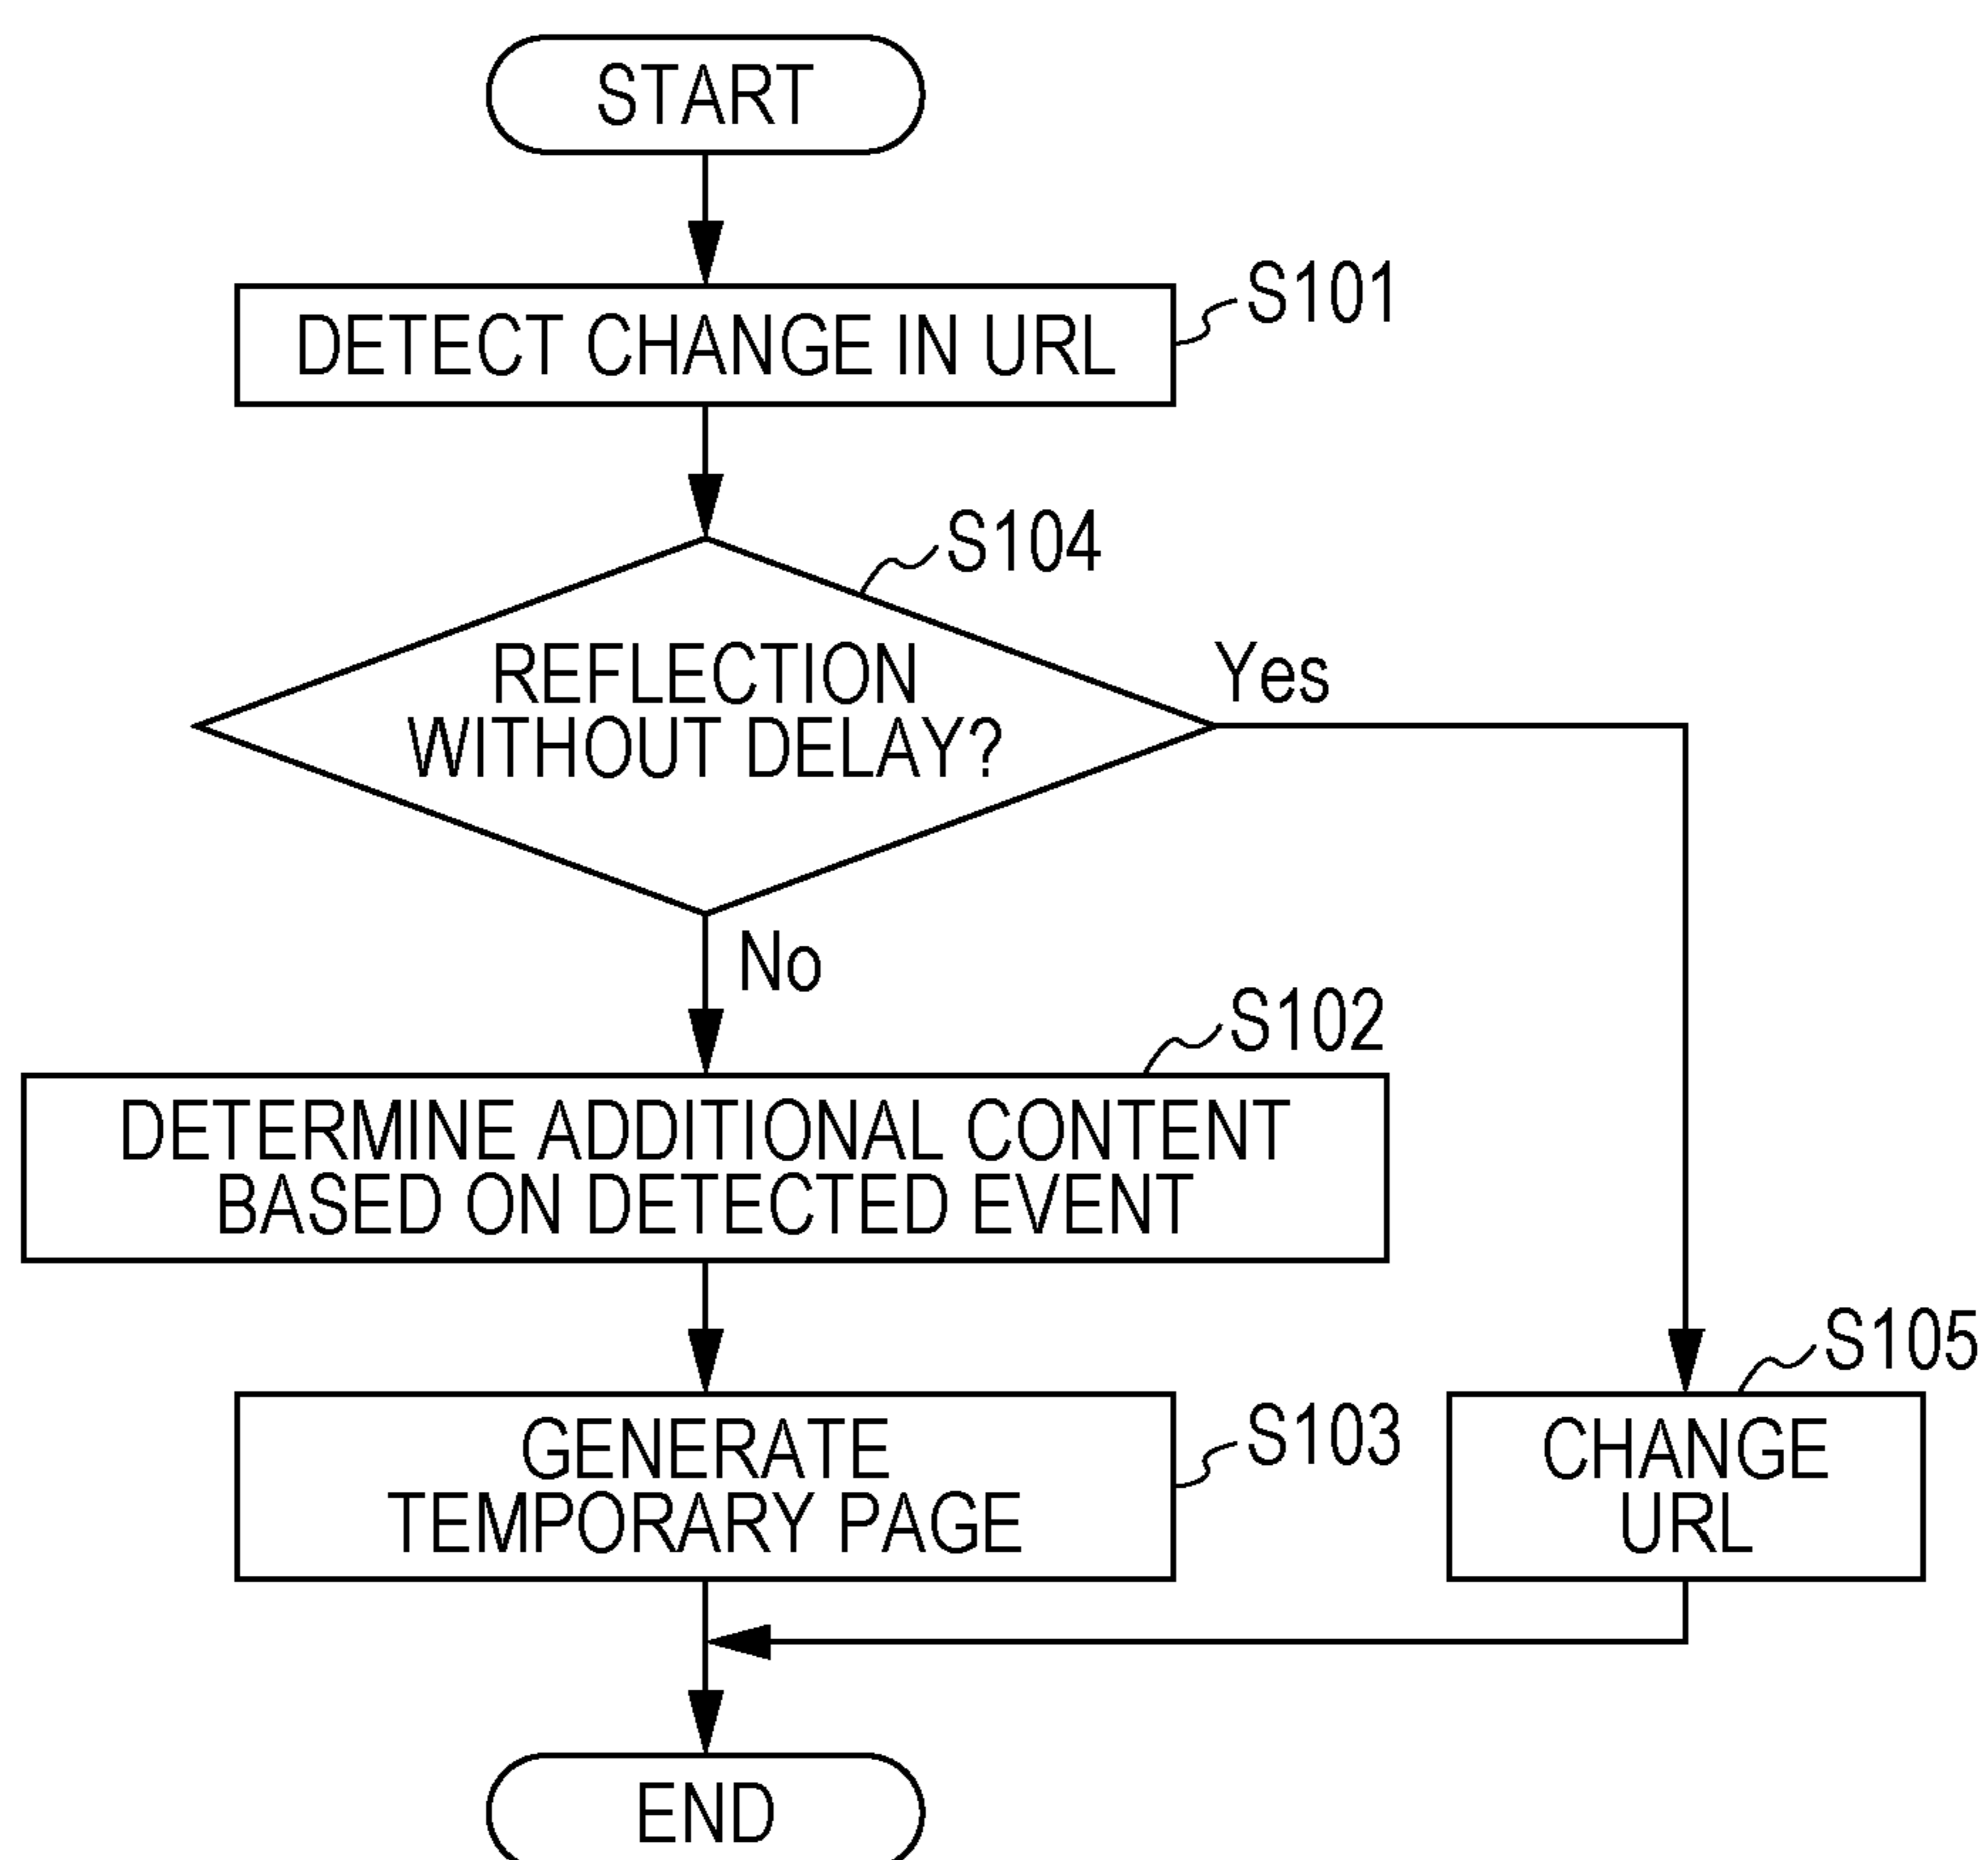 START
DETECT CHANGE IN URL
S101
S104
REFLECTION
WITHOUT DELAY?
Yes
No
S102
DETERMINE ADDITIONAL CONTENT
BASED ON DETECTED EVENT
GENERATE
TEMPORARY PAGE
S103
S105
CHANGE
URL
END